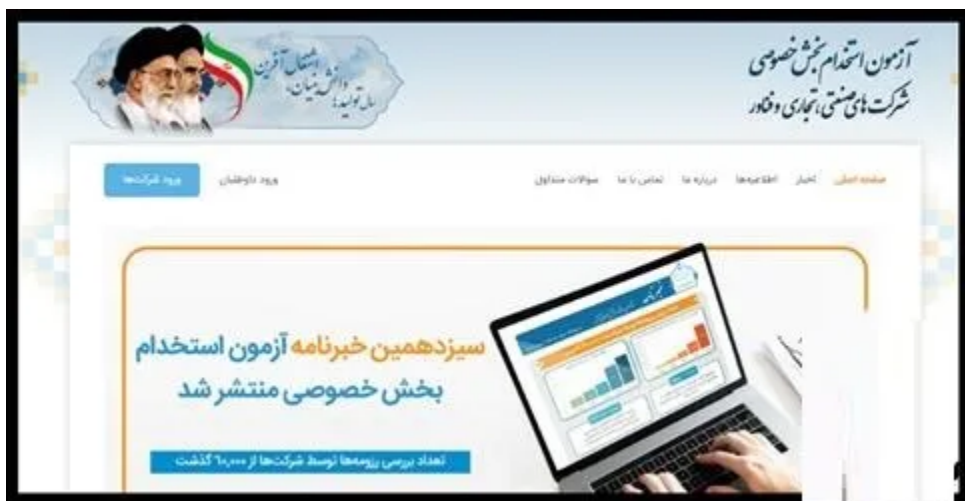 آزمون استخدام بخش خصوصی
شرکت‌های صنعتی، تجاری و فناور
سال تولید؛
دانش بنیان،
اشتغال آفرین
صفحه اصلی اخبار اطلاعیه‌ها درباره ما تماس با ما سوالات متداول
ورود داوطلبان
ورود شرکت‌ها
سیزدهمین خبرنامه آزمون استخدام
بخش خصوصی منتشر شد
تعداد بررسی رزومه‌ها توسط شرکت‌ها از ۶۰,۰۰۰ گذشت
خبرنامه